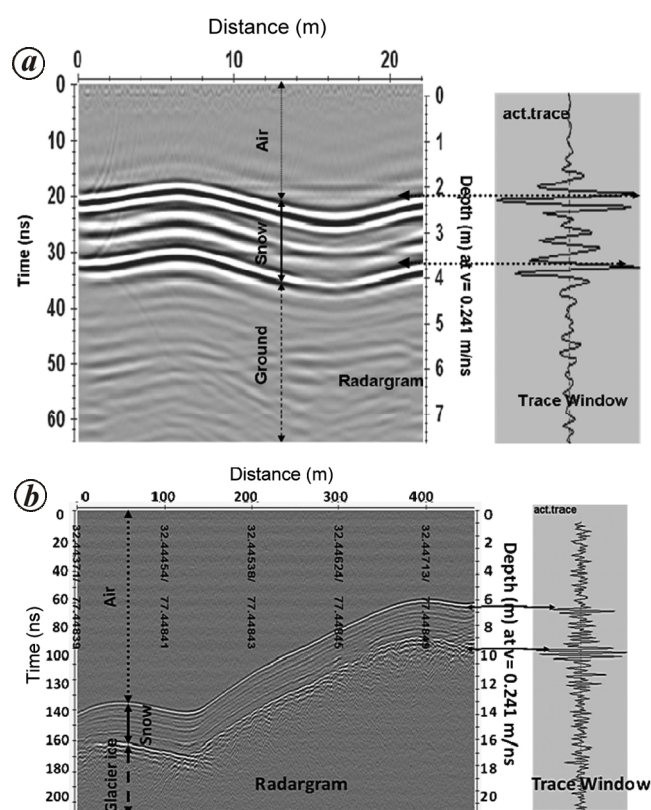 a
Distance (m)
0 10 20
Time (ns)
0
10
20
30
40
50
60
Air
Snow
Ground
Radargram
0
1
2
3
4
5
6
7
Depth (m) at v= 0.241 m/ns
act.trace
Trace Window
b
Distance (m)
0 100 200 300 400
Time (ns)
0
20
40
60
80
100
130
140
160
180
200
32.44371/ 77.44839
32.44454/ 77.44841
32.44538/ 77.44843
32.44624/ 77.44845
32.44713/ 77.44849
Air
Snow
Glacier ice
Radargram
0
2
4
6
8
10
13
14
16
18
20
Depth (m) at v= 0.241 m/ns
act.trace
Trace Window